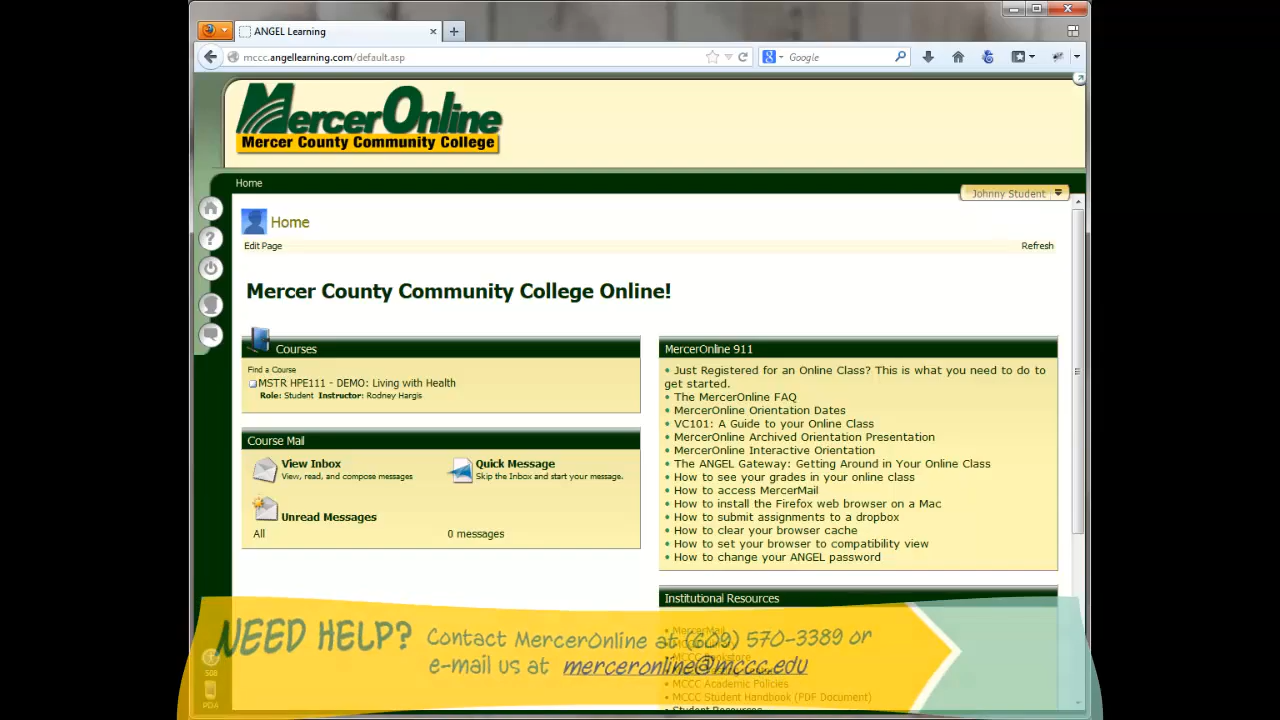 ANGEL Learning
mccc.angellearning.com/default.asp
Google
MercerOnline
Mercer County Community College
Home
Johnny Student
Home
Edit Page
Refresh
Mercer County Community College Online!
Courses
Find a Course
MSTR HPE111 - DEMO: Living with Health
Role: Student Instructor: Rodney Hargis
Course Mail
View Inbox
View, read, and compose messages
Quick Message
Skip the Inbox and start your message.
Unread Messages
All
0 messages
MercerOnline 911
• Just Registered for an Online Class? This is what you need to do to
get started.
• The MercerOnline FAQ
• MercerOnline Orientation Dates
• VC101: A Guide to your Online Class
• MercerOnline Archived Orientation Presentation
• MercerOnline Interactive Orientation
• The ANGEL Gateway: Getting Around in Your Online Class
• How to see your grades in your online class
• How to access MercerMail
• How to install the Firefox web browser on a Mac
• How to submit assignments to a dropbox
• How to clear your browser cache
• How to set your browser to compatibility view
• How to change your ANGEL password
Institutional Resources
• MercerMail
• MCCC Bookstore
• MCCC Academic Policies
• MCCC Student Handbook (PDF Document)
• Student Resources
NEED HELP?
Contact MercerOnline at (609) 570-3389 or
e-mail us at merceronline@mccc.edu
508
PDA